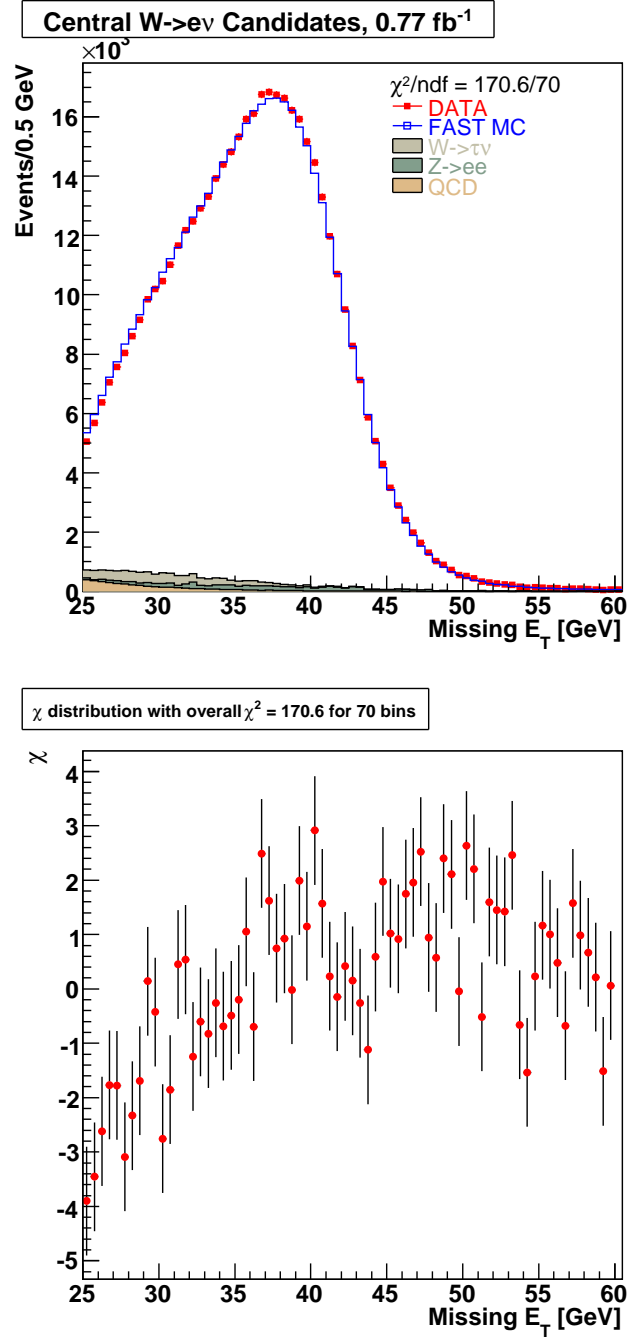 Central W->eν Candidates, 0.77 fb⁻¹
×10³
Events/0.5 GeV
χ²/ndf = 170.6/70
DATA
FAST MC
W->τν
Z->ee
QCD
16
14
12
10
8
6
4
2
0
25 30 35 40 45 50 55 60
Missing E_T [GeV]
χ distribution with overall χ² = 170.6 for 70 bins
χ
4
3
2
1
0
-1
-2
-3
-4
-5
25 30 35 40 45 50 55 60
Missing E_T [GeV]